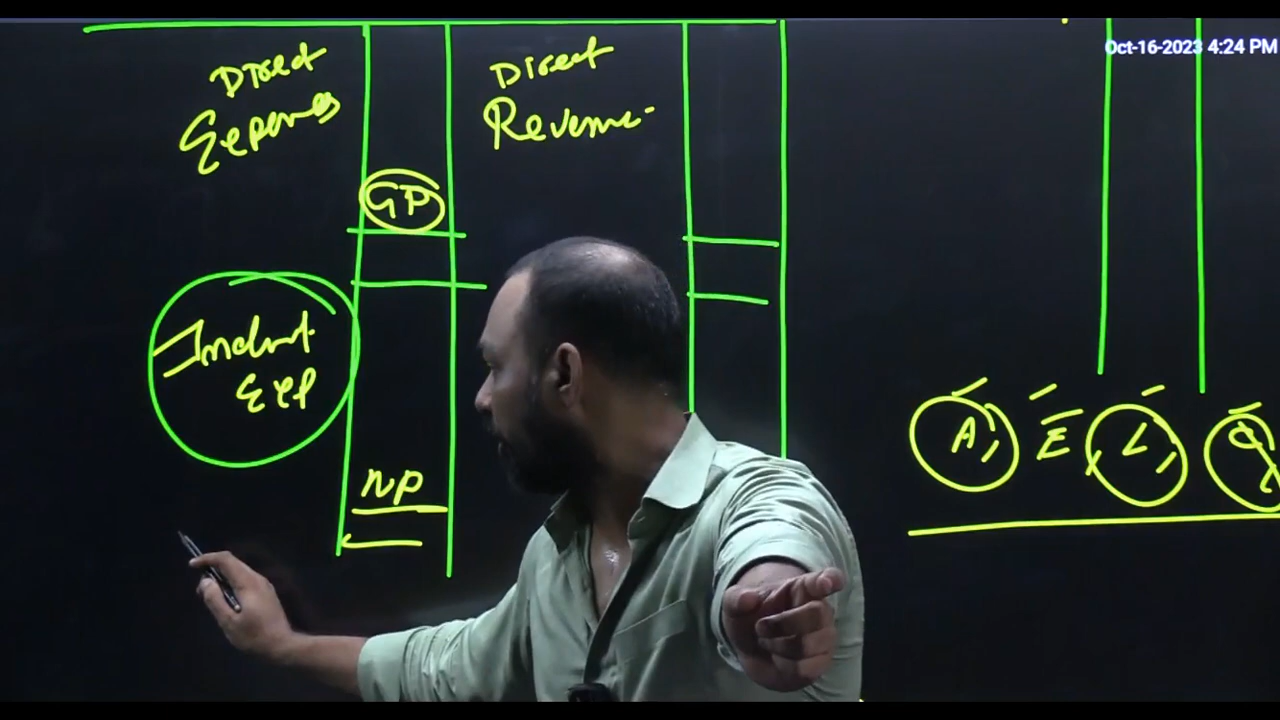 Oct-16-2023 4:24 PM
Direct
Expenses
Direct
Revenue
GP
Indirect
Exp
NP
A, E, L,